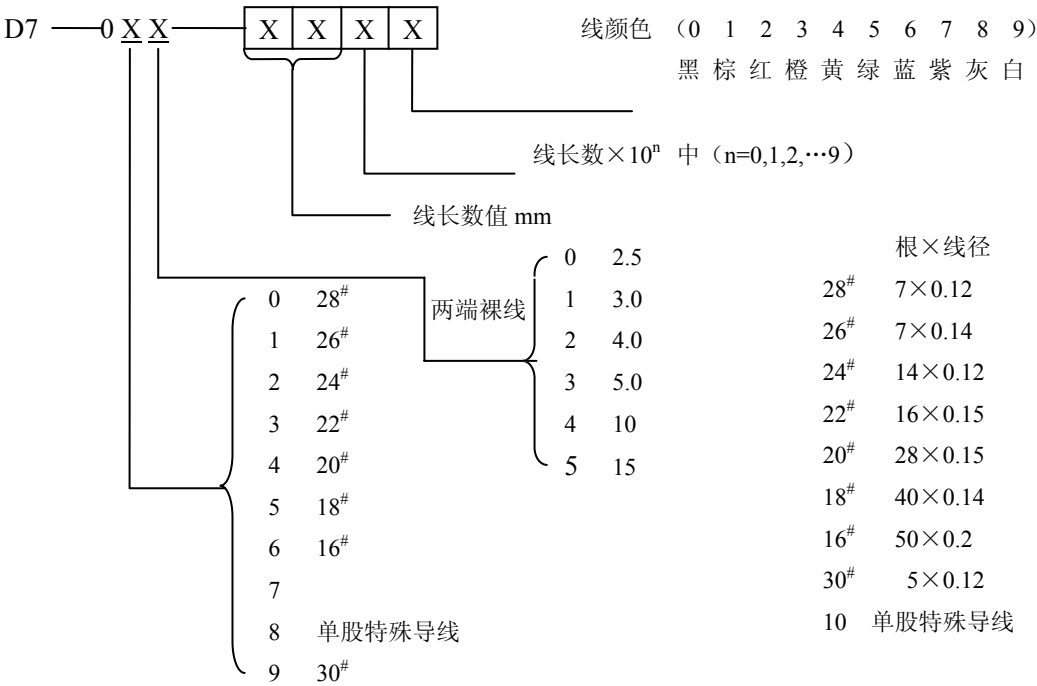 D7 0 X X X X X X 线颜色 （0 1 2 3 4 5 6 7 8 9）
黑 棕 红 橙 黄 绿 蓝 紫 灰 白
线长数×10ⁿ 中（n=0,1,2,…9）
线长数值 mm
两端裸线
0 2.5
1 3.0
2 4.0
3 5.0
4 10
5 15
0 28#
1 26#
2 24#
3 22#
4 20#
5 18#
6 16#
7
8 单股特殊导线
9 30#
根×线径
28# 7×0.12
26# 7×0.14
24# 14×0.12
22# 16×0.15
20# 28×0.15
18# 40×0.14
16# 50×0.2
30# 5×0.12
10 单股特殊导线